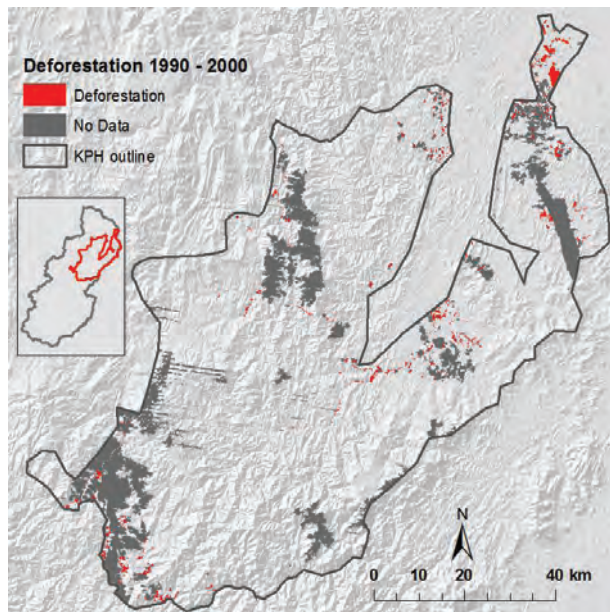 Deforestation 1990 - 2000
Deforestation
No Data
KPH outline
N
0 10 20 40 km